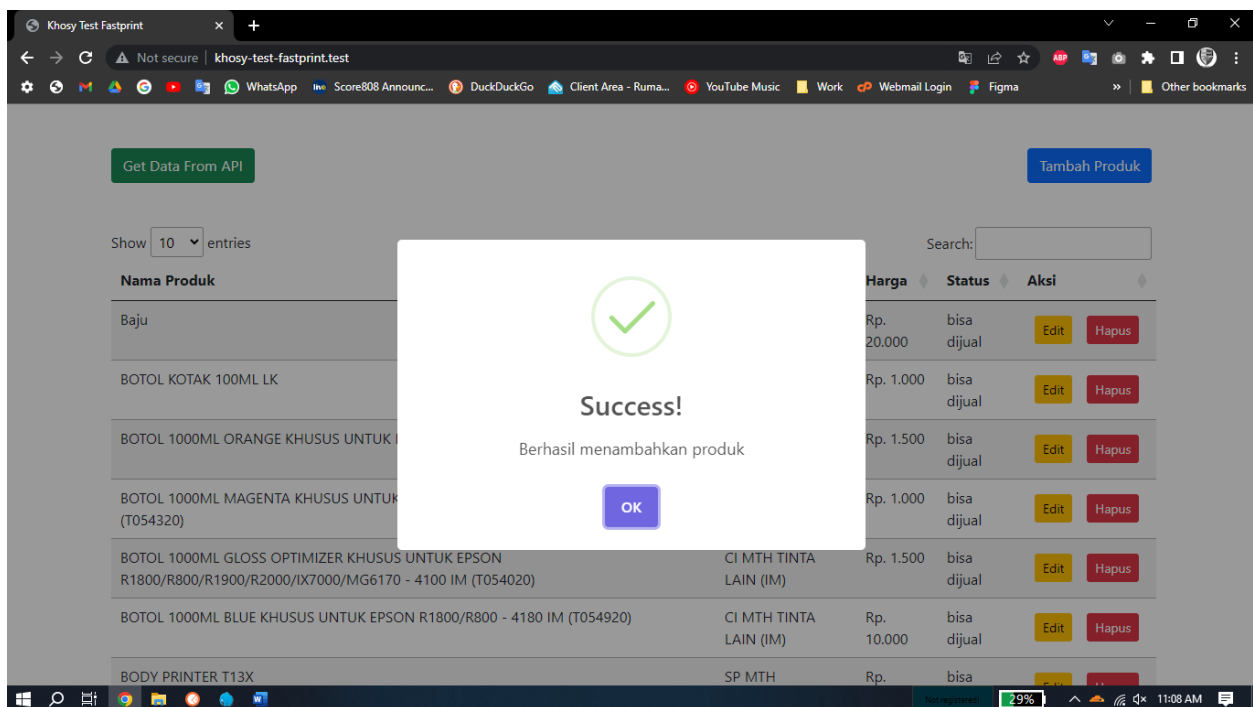 Khosy Test Fastprint
Not secure | khosy-test-fastprint.test
ABP
WhatsApp
Score808 Announc...
DuckDuckGo
Client Area - Ruma...
YouTube Music
Work
Webmail Login
Figma
»
Other bookmarks
Get Data From API
Tambah Produk
Show 10 entries
Search:
Nama Produk
Harga
Status
Aksi
Baju
Rp. 20.000
bisa dijual
Edit
Hapus
BOTOL KOTAK 100ML LK
Rp. 1.000
bisa dijual
Edit
Hapus
BOTOL 1000ML ORANGE KHUSUS UNTUK
Rp. 1.500
bisa dijual
Edit
Hapus
BOTOL 1000ML MAGENTA KHUSUS UNTUK
(T054320)
Rp. 1.000
bisa dijual
Edit
Hapus
Success!
Berhasil menambahkan produk
OK
BOTOL 1000ML GLOSS OPTIMIZER KHUSUS UNTUK EPSON
R1800/R800/R1900/R2000/IX7000/MG6170 - 4100 IM (T054020)
CI MTH TINTA
LAIN (IM)
Rp. 1.500
bisa dijual
Edit
Hapus
BOTOL 1000ML BLUE KHUSUS UNTUK EPSON R1800/R800 - 4180 IM (T054920)
CI MTH TINTA
LAIN (IM)
Rp. 10.000
bisa dijual
Edit
Hapus
BODY PRINTER T13X
SP MTH
Rp.
bisa
Not registered!
29%
11:08 AM